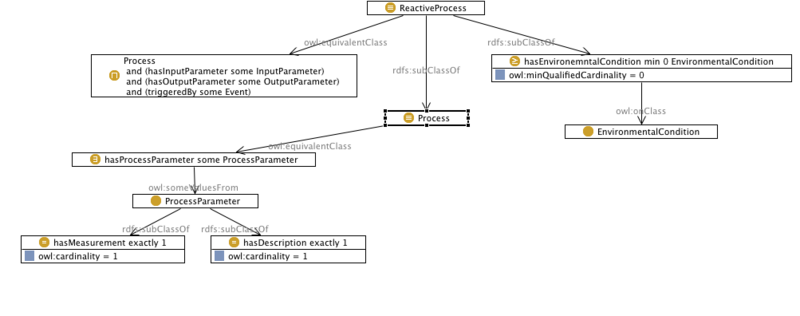 ReactiveProcess
owl:equivalentClass
rdfs:subClassOf
rdfs:subClassOf
Process
and (hasInputParameter some InputParameter)
and (hasOutputParameter some OutputParameter)
and (triggeredBy some Event)
hasEnvironemntalCondition min 0 EnvironmentalCondition
owl:minQualifiedCardinality = 0
owl:onClass
Process
EnvironmentalCondition
owl:equivalentClass
hasProcessParameter some ProcessParameter
owl:someValuesFrom
ProcessParameter
rdfs:subClassOf
rdfs:subClassOf
hasMeasurement exactly 1
owl:cardinality = 1
hasDescription exactly 1
owl:cardinality = 1